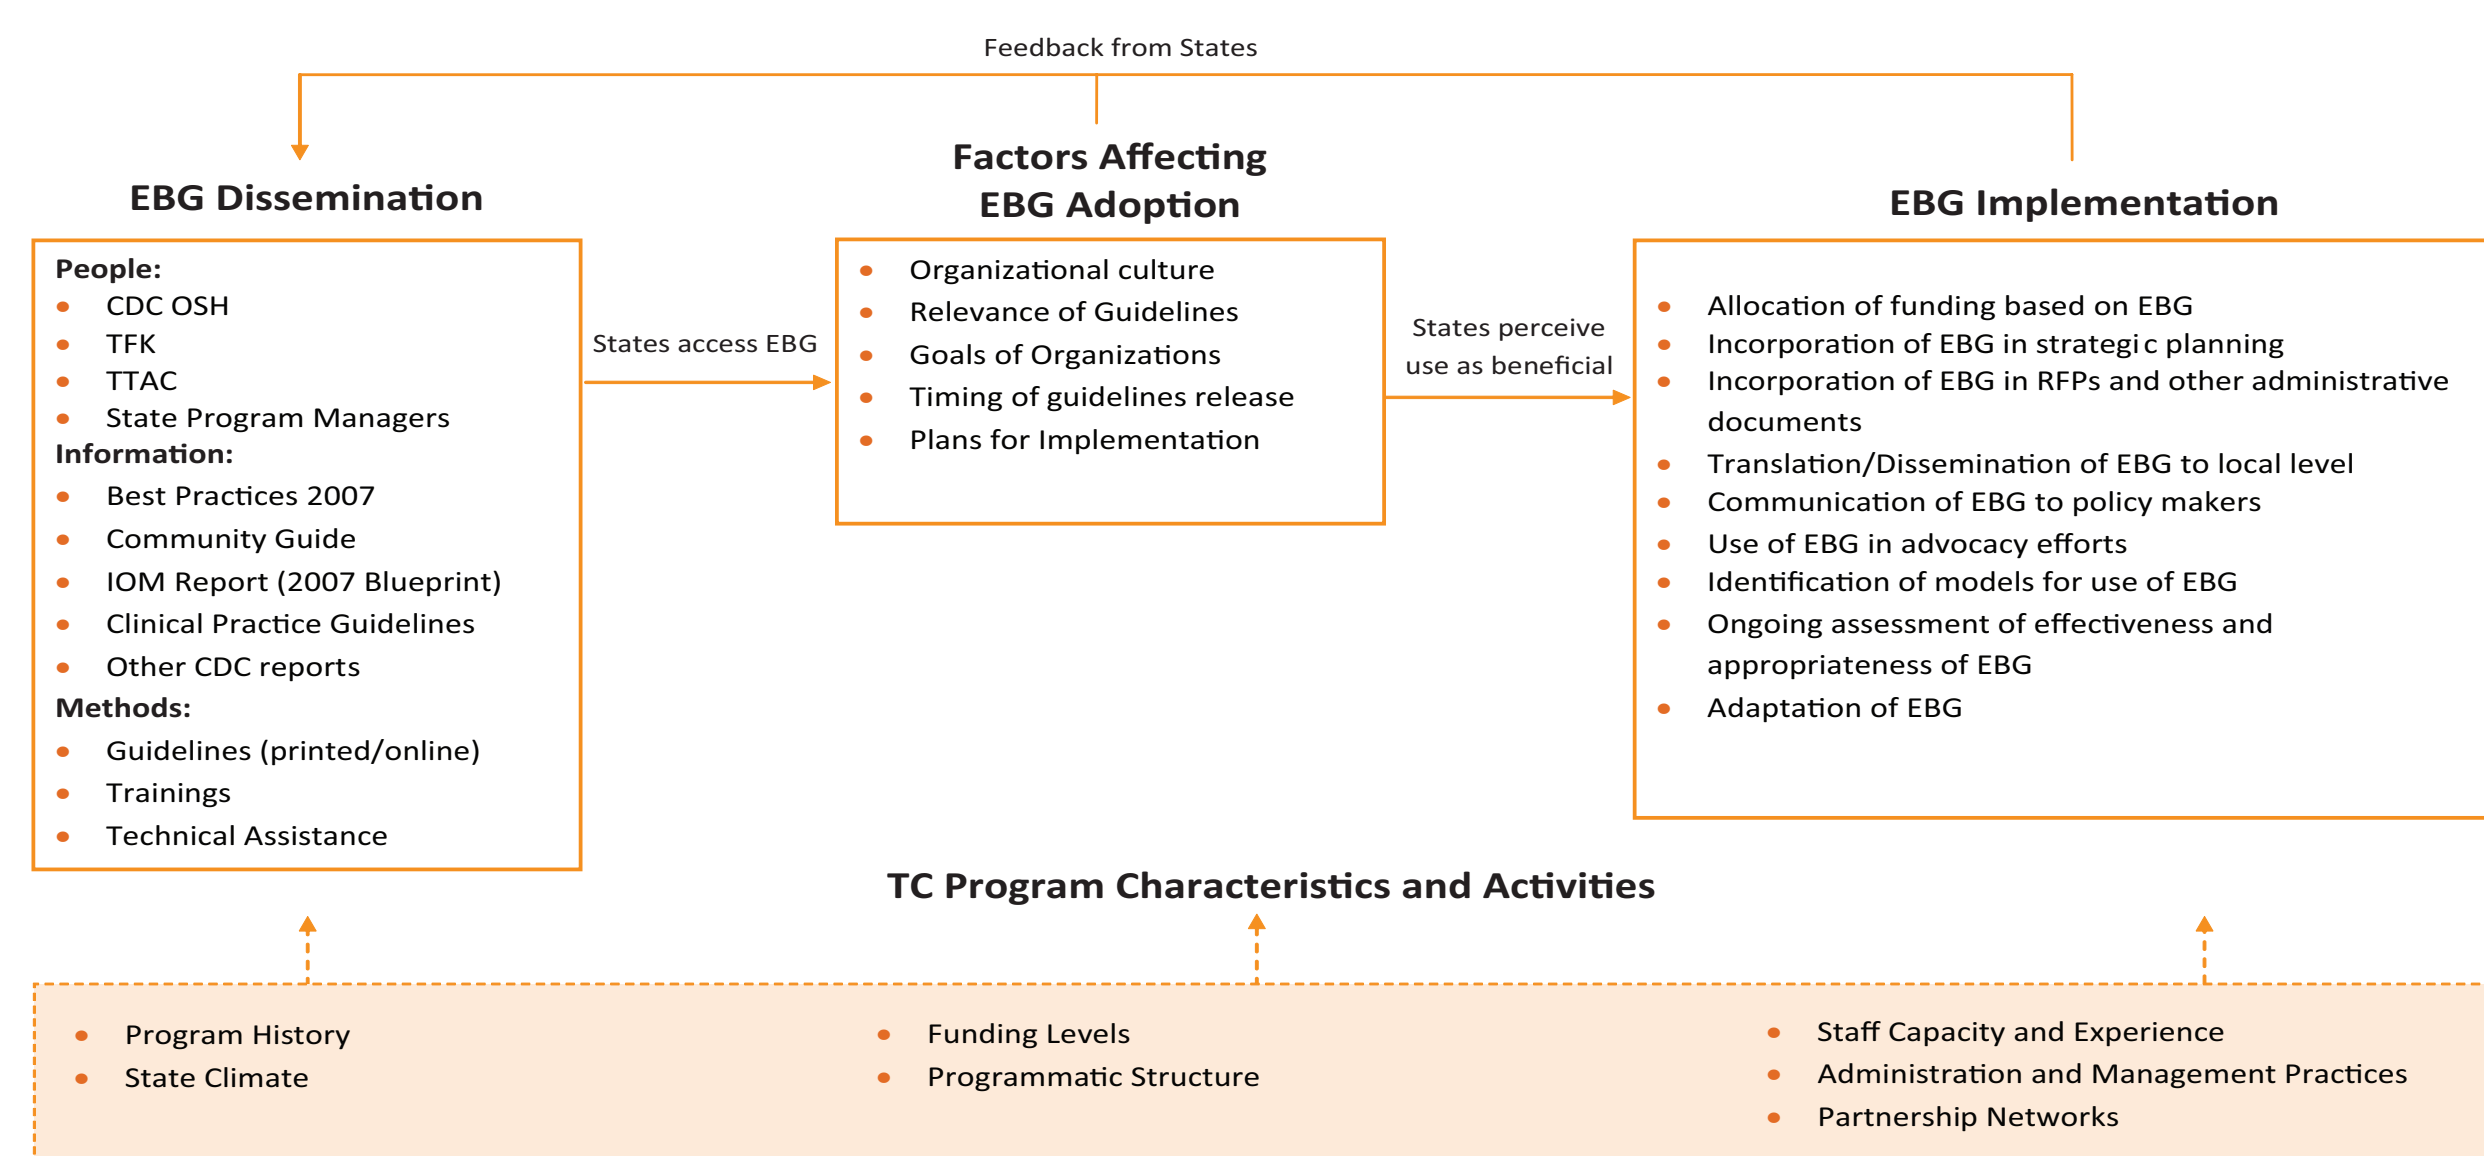 Feedback from States
EBG Dissemination
People:
• CDC OSH
• TFK
• TTAC
• State Program Managers
Information:
• Best Practices 2007
• Community Guide
• IOM Report (2007 Blueprint)
• Clinical Practice Guidelines
• Other CDC reports
Methods:
• Guidelines (printed/online)
• Trainings
• Technical Assistance
States access EBG
Factors Affecting
EBG Adoption
• Organizational culture
• Relevance of Guidelines
• Goals of Organizations
• Timing of guidelines release
• Plans for Implementation
States perceive
use as beneficial
EBG Implementation
• Allocation of funding based on EBG
• Incorporation of EBG in strategic planning
• Incorporation of EBG in RFPs and other administrative
documents
• Translation/Dissemination of EBG to local level
• Communication of EBG to policy makers
• Use of EBG in advocacy efforts
• Identification of models for use of EBG
• Ongoing assessment of effectiveness and
appropriateness of EBG
• Adaptation of EBG
TC Program Characteristics and Activities
• Program History
• State Climate
• Funding Levels
• Programmatic Structure
• Staff Capacity and Experience
• Administration and Management Practices
• Partnership Networks